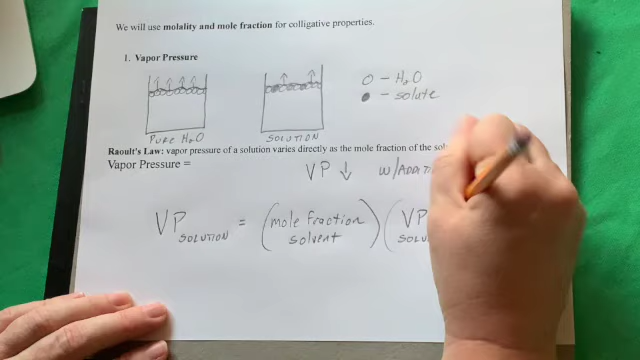 We will use molality and mole fraction for colligative properties.
1. Vapor Pressure
O - H2O
● - solute
PURE H2O
SOLUTION
Raoult's Law: vapor pressure of a solution varies directly as the mole fraction of the
Vapor Pressure =
VP ↓ w/
VP SOLUTION = (mole fraction solvent) (VP